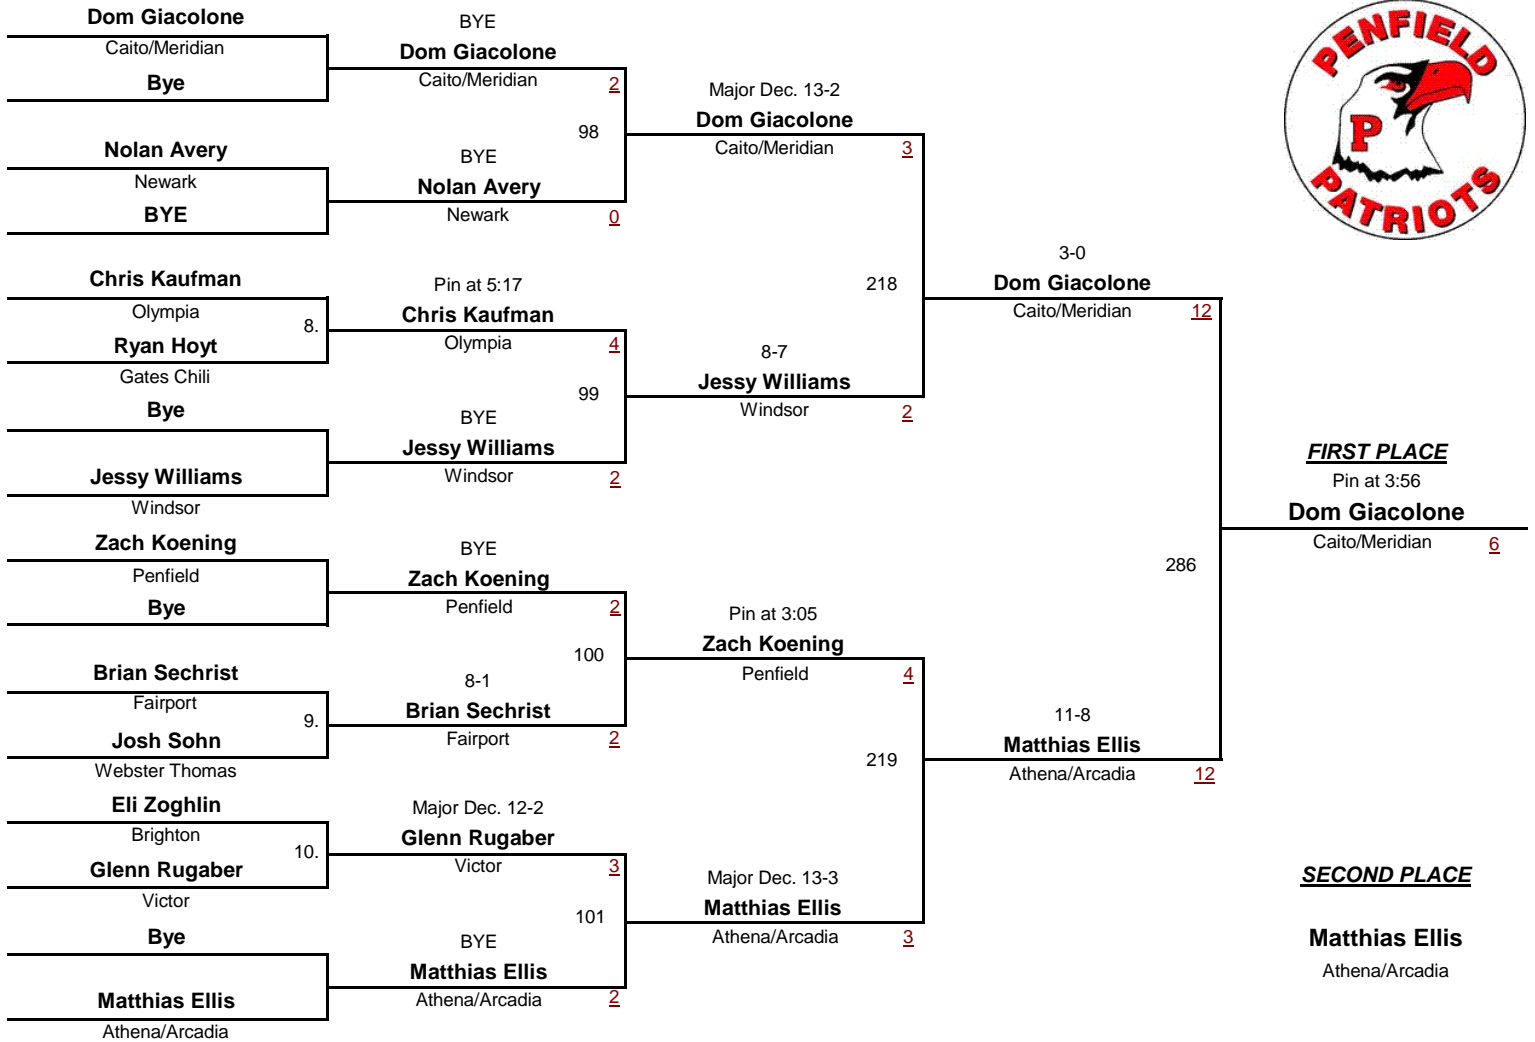 Dom Giacolone
Caito/Meridian
Bye
Nolan Avery
Newark
BYE
Chris Kaufman
Olympia
8.
Ryan Hoyt
Gates Chili
Bye
Jessy Williams
Windsor
Zach Koening
Penfield
Bye
Brian Sechrist
Fairport
9.
Josh Sohn
Webster Thomas
Eli Zoghlin
Brighton
10.
Glenn Rugaber
Victor
Bye
Matthias Ellis
Athena/Arcadia
BYE
Dom Giacolone
Caito/Meridian
2
98
BYE
Nolan Avery
Newark
0
Pin at 5:17
Chris Kaufman
Olympia
4
99
BYE
Jessy Williams
Windsor
2
BYE
Zach Koening
Penfield
2
100
8-1
Brian Sechrist
Fairport
2
Major Dec. 12-2
Glenn Rugaber
Victor
3
101
BYE
Matthias Ellis
Athena/Arcadia
2
Major Dec. 13-2
Dom Giacolone
Caito/Meridian
3
218
8-7
Jessy Williams
Windsor
2
Pin at 3:05
Zach Koening
Penfield
4
219
Major Dec. 13-3
Matthias Ellis
Athena/Arcadia
3
3-0
Dom Giacolone
Caito/Meridian
12
286
11-8
Matthias Ellis
Athena/Arcadia
12
PENFIELD
P
PATRIOTS
FIRST PLACE
Pin at 3:56
Dom Giacolone
Caito/Meridian
6
SECOND PLACE
Matthias Ellis
Athena/Arcadia